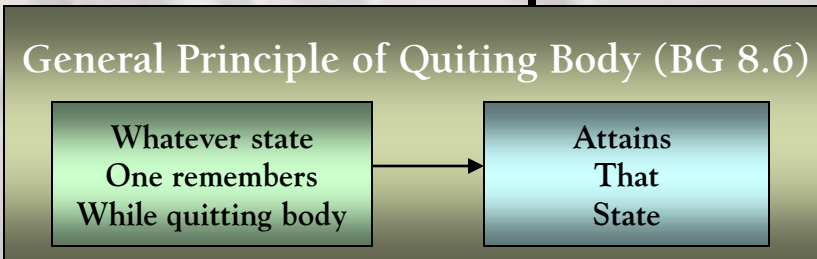 General Principle of Quiting Body (BG 8.6)
Whatever state
One remembers
While quitting body
Attains
That
State